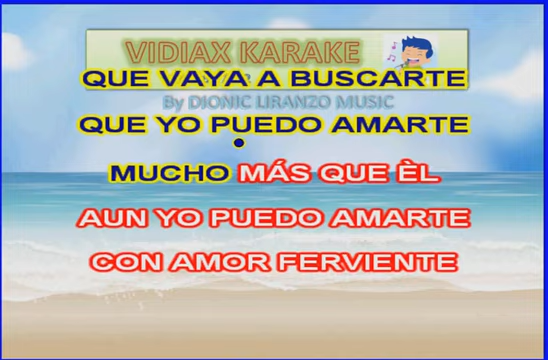 VIDIAX KARAKE
QUE VAYA A BUSCARTE
By DIONIC LIRANZO MUSIC
QUE YO PUEDO AMARTE
MUCHO MÁS QUE ÈL
AUN YO PUEDO AMARTE
CON AMOR FERVIENTE